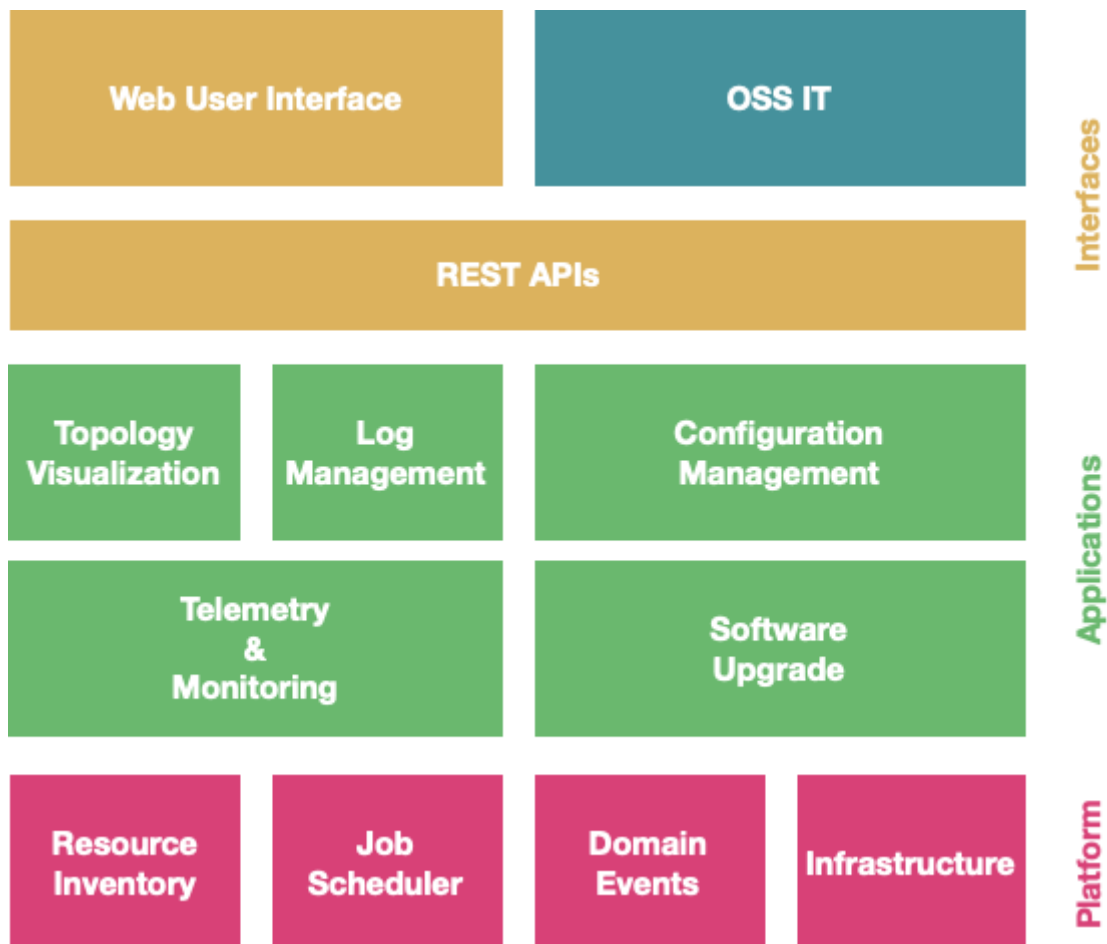 Web User Interface
OSS IT
Interfaces
REST APIs
Topology
Visualization
Log
Management
Configuration
Management
Applications
Telemetry
&
Monitoring
Software
Upgrade
Resource
Inventory
Job
Scheduler
Domain
Events
Infrastructure
Platform